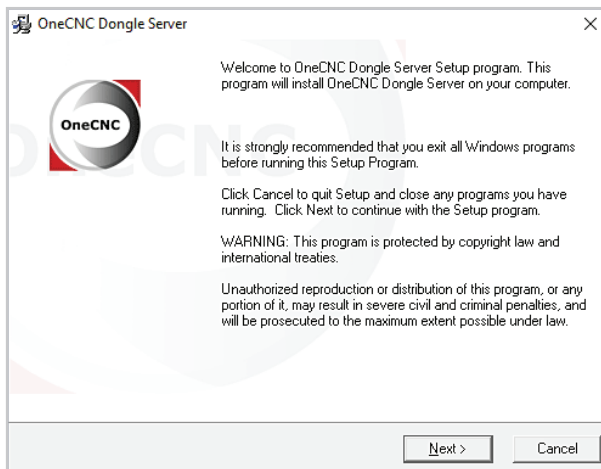 OneCNC Dongle Server
Welcome to OneCNC Dongle Server Setup program. This
program will install OneCNC Dongle Server on your computer.
OneCNC
It is strongly recommended that you exit all Windows programs
before running this Setup Program.
Click Cancel to quit Setup and close any programs you have
running. Click Next to continue with the Setup program.
WARNING: This program is protected by copyright law and
international treaties.
Unauthorized reproduction or distribution of this program, or any
portion of it, may result in severe civil and criminal penalties, and
will be prosecuted to the maximum extent possible under law.
Next >
Cancel